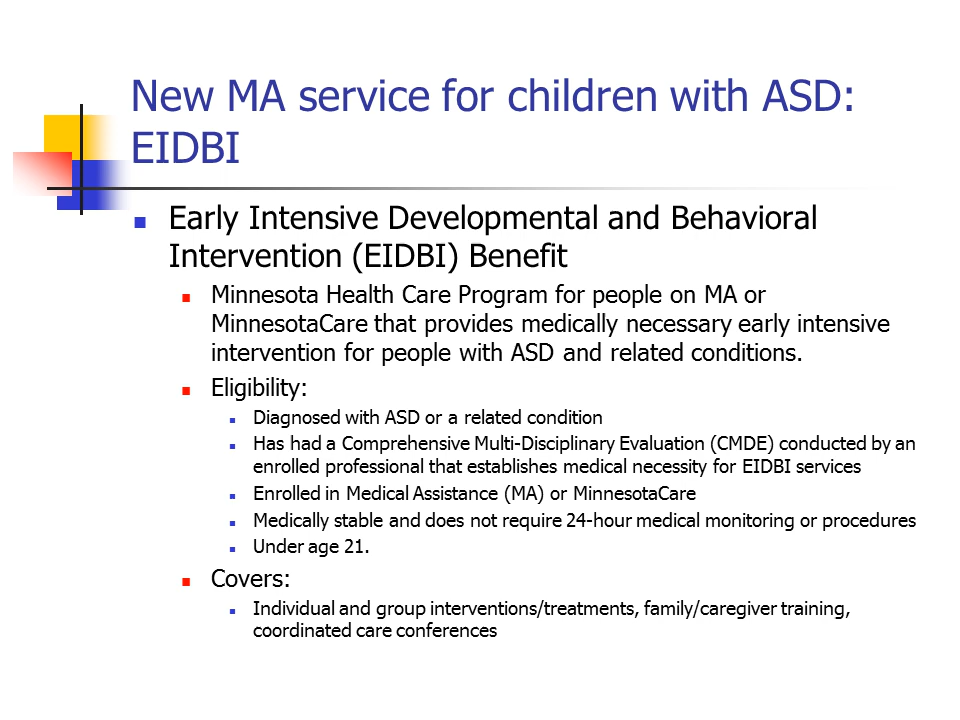 New MA service for children with ASD:
EIDBI
Early Intensive Developmental and Behavioral
Intervention (EIDBI) Benefit
Minnesota Health Care Program for people on MA or
MinnesotaCare that provides medically necessary early intensive
intervention for people with ASD and related conditions.
Eligibility:
Diagnosed with ASD or a related condition
Has had a Comprehensive Multi-Disciplinary Evaluation (CMDE) conducted by an
enrolled professional that establishes medical necessity for EIDBI services
Enrolled in Medical Assistance (MA) or MinnesotaCare
Medically stable and does not require 24-hour medical monitoring or procedures
Under age 21.
Covers:
Individual and group interventions/treatments, family/caregiver training,
coordinated care conferences